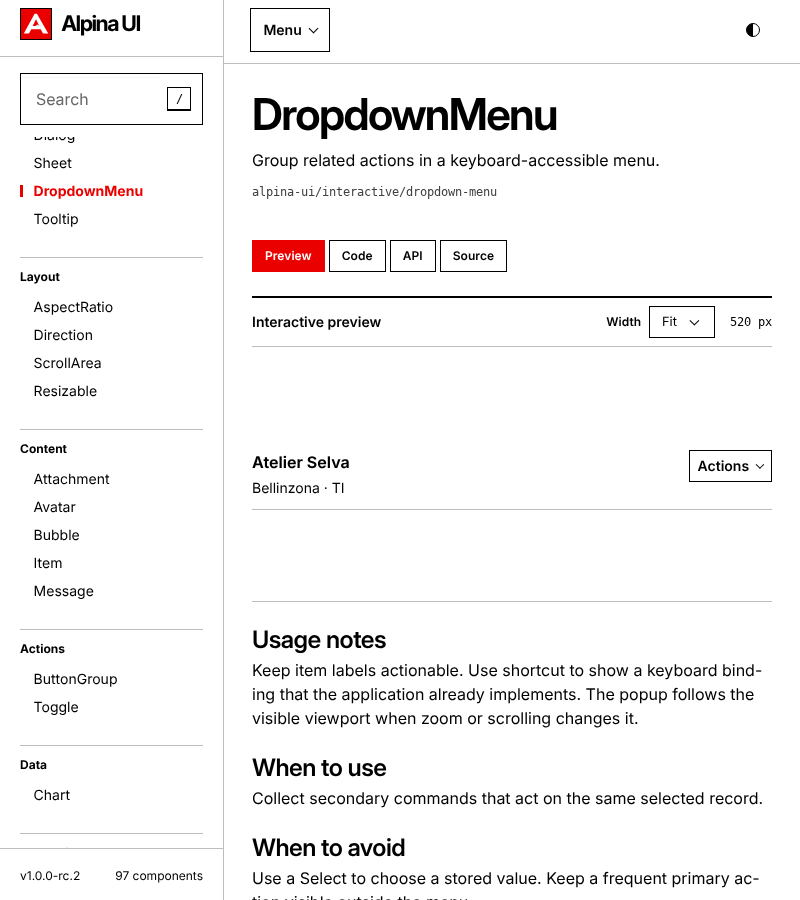 Alpina UI
Search
/
Dialog
Sheet
DropdownMenu
Tooltip
Layout
AspectRatio
Direction
ScrollArea
Resizable
Content
Attachment
Avatar
Bubble
Item
Message
Actions
ButtonGroup
Toggle
Data
Chart
v1.0.0-rc.2
97 components
Menu
DropdownMenu
Group related actions in a keyboard-accessible menu.
alpina-ui/interactive/dropdown-menu
Preview
Code
API
Source
Interactive preview
Width
Fit
520 px
Atelier Selva
Actions
Bellinzona · TI
Usage notes
Keep item labels actionable. Use shortcut to show a keyboard bind-
ing that the application already implements. The popup follows the
visible viewport when zoom or scrolling changes it.
When to use
Collect secondary commands that act on the same selected record.
When to avoid
Use a Select to choose a stored value. Keep a frequent primary ac-
tion visible outside the menu.